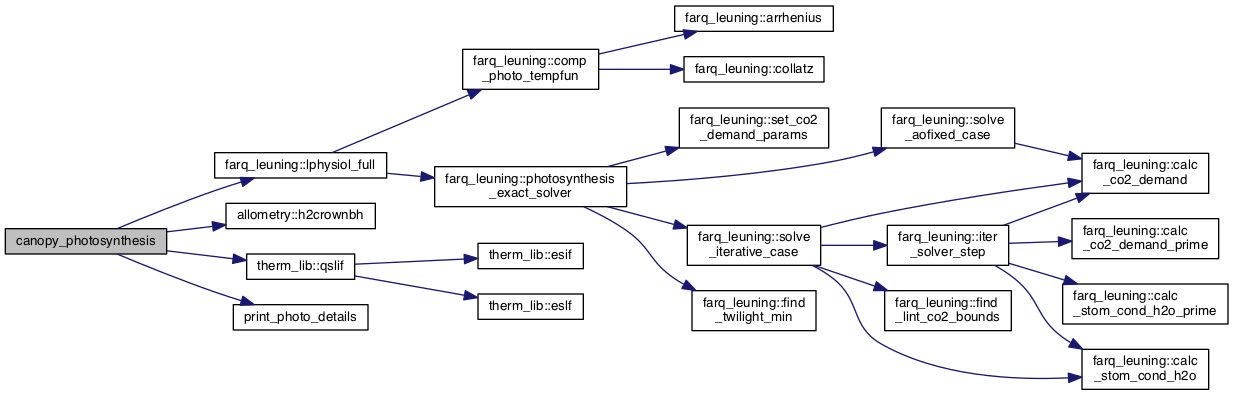 canopy_photosynthesis
farq_leuning::lphysiol_full
allometry::h2crownbh
therm_lib::qslif
print_photo_details
farq_leuning::comp
_photo_tempfun
farq_leuning::photosynthesis
_exact_solver
therm_lib::esif
therm_lib::eslf
farq_leuning::arrhenius
farq_leuning::collatz
farq_leuning::set_co2
_demand_params
farq_leuning::solve
_iterative_case
farq_leuning::find
_twilight_min
farq_leuning::solve
_aofixed_case
farq_leuning::iter
_solver_step
farq_leuning::find
_lint_co2_bounds
farq_leuning::calc
_co2_demand
farq_leuning::calc
_co2_demand_prime
farq_leuning::calc
_stom_cond_h2o_prime
farq_leuning::calc
_stom_cond_h2o